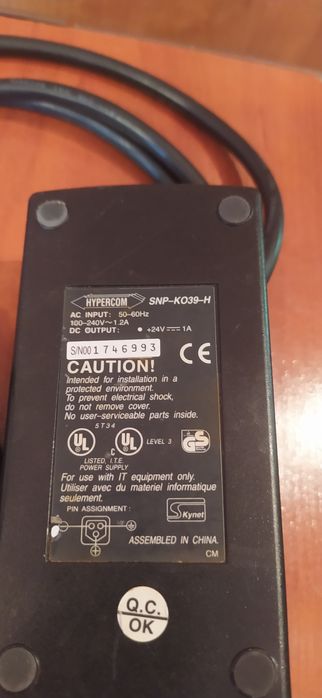 HYPERCOM SNP-KO39-H
AC INPUT: 50-60Hz
100-240V~1.2A
DC OUTPUT: • +24V⎓1A
S/N00 1746993
CE
CAUTION!
Intended for installation in a
protected environment.
To prevent electrical shock,
do not remove cover.
No user-serviceable parts inside.
5T34
UL C UL LEVEL 3 GS
LISTED, I.T.E.
POWER SUPPLY
For use with IT equipment only.
Utiliser avec du materiel informatique
seulement.
PIN ASSIGNMENT:
Skynet
ASSEMBLED IN CHINA.
CM
Q.C.
OK